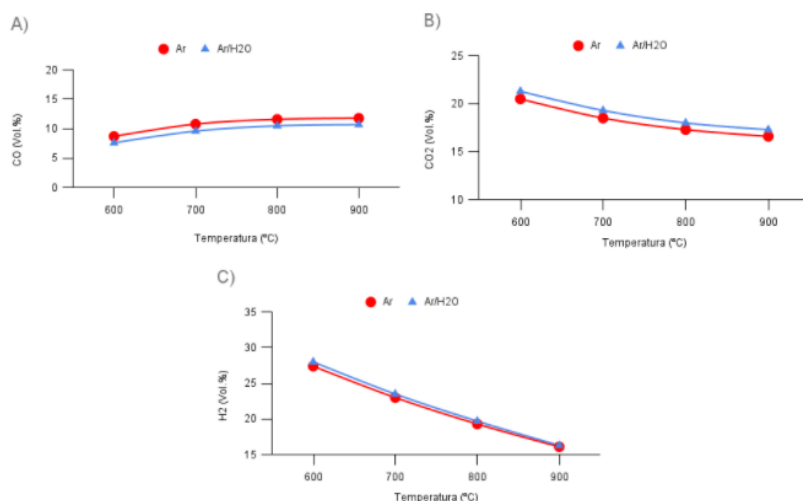 A)
Ar Ar/H2O
20
15
10
5
0
CO (Vol.%)
600 700 800 900
Temperatura (ºC)
B)
Ar Ar/H2O
25
20
15
10
CO2 (Vol.%)
600 700 800 900
Temperatura (ºC)
C)
Ar Ar/H2O
35
30
25
20
15
H2 (Vol.%)
600 700 800 900
Temperatura (ºC)